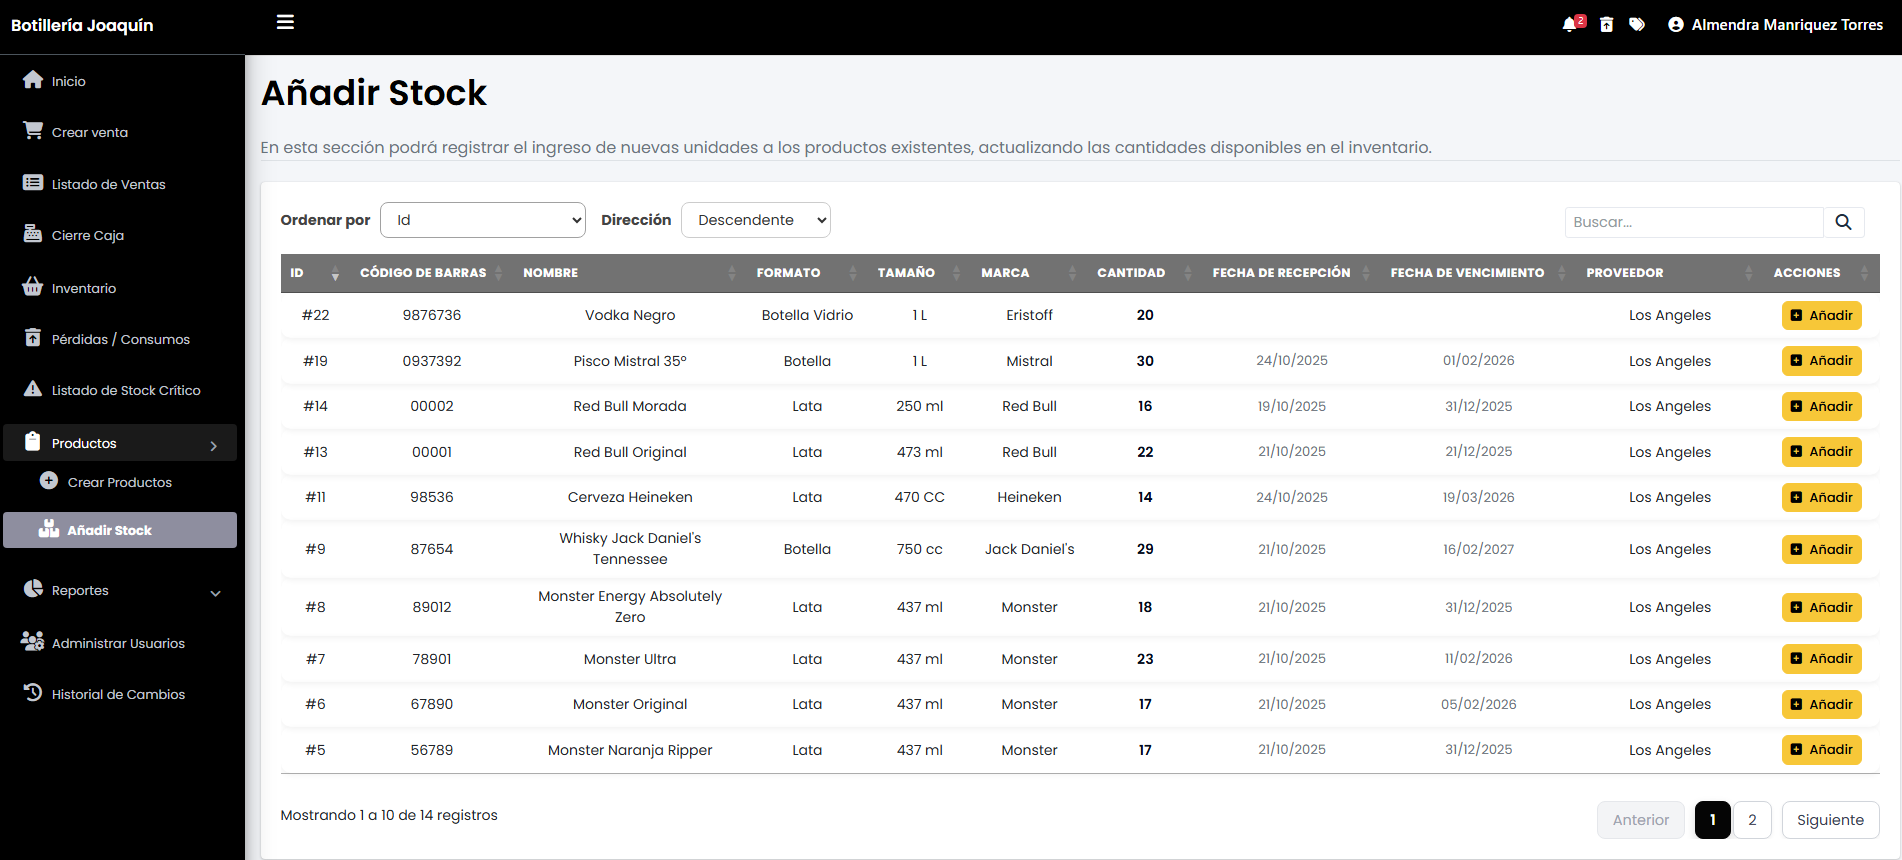 Botillería Joaquín
2
Almendra Manriquez Torres
Inicio
Crear venta
Listado de Ventas
Cierre Caja
Inventario
Pérdidas / Consumos
Listado de Stock Crítico
Productos
Crear Productos
Añadir Stock
Reportes
Administrar Usuarios
Historial de Cambios
Añadir Stock
En esta sección podrá registrar el ingreso de nuevas unidades a los productos existentes, actualizando las cantidades disponibles en el inventario.
Ordenar por Id Dirección Descendente Buscar...
ID CÓDIGO DE BARRAS NOMBRE FORMATO TAMAÑO MARCA CANTIDAD FECHA DE RECEPCIÓN FECHA DE VENCIMIENTO PROVEEDOR ACCIONES
#22 9876736 Vodka Negro Botella Vidrio 1 L Eristoff 20 Los Angeles Añadir
#19 0937392 Pisco Mistral 35° Botella 1 L Mistral 30 24/10/2025 01/02/2026 Los Angeles Añadir
#14 00002 Red Bull Morada Lata 250 ml Red Bull 16 19/10/2025 31/12/2025 Los Angeles Añadir
#13 00001 Red Bull Original Lata 473 ml Red Bull 22 21/10/2025 21/12/2025 Los Angeles Añadir
#11 98536 Cerveza Heineken Lata 470 CC Heineken 14 24/10/2025 19/03/2026 Los Angeles Añadir
#9 87654 Whisky Jack Daniel's Tennessee Botella 750 cc Jack Daniel's 29 21/10/2025 16/02/2027 Los Angeles Añadir
#8 89012 Monster Energy Absolutely Zero Lata 437 ml Monster 18 21/10/2025 31/12/2025 Los Angeles Añadir
#7 78901 Monster Ultra Lata 437 ml Monster 23 21/10/2025 11/02/2026 Los Angeles Añadir
#6 67890 Monster Original Lata 437 ml Monster 17 21/10/2025 05/02/2026 Los Angeles Añadir
#5 56789 Monster Naranja Ripper Lata 437 ml Monster 17 21/10/2025 31/12/2025 Los Angeles Añadir
Mostrando 1 a 10 de 14 registros
Anterior 1 2 Siguiente